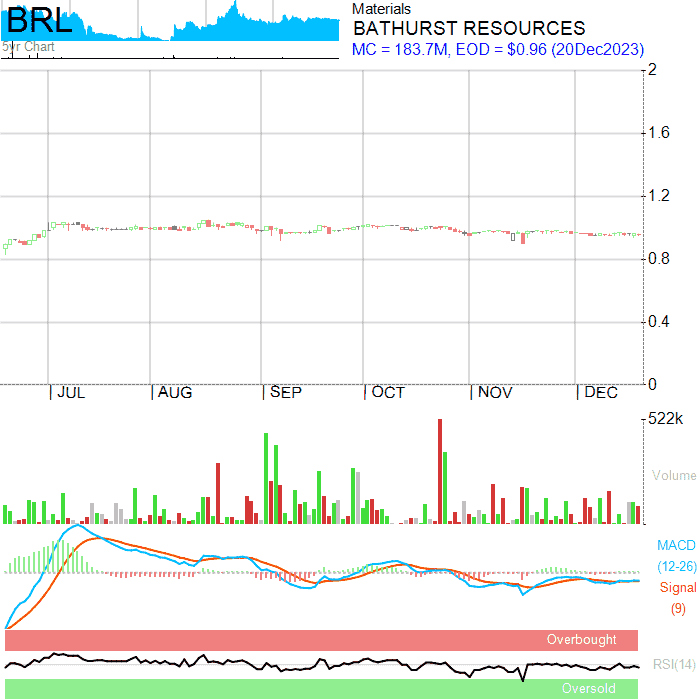 BRL
5yr Chart
Materials
BATHURST RESOURCES
MC = 183.7M, EOD = $0.96 (20Dec2023)
2
1.6
1.2
0.8
0.4
0
JUL AUG SEP OCT NOV DEC
522k
Volume
MACD
(12-26)
Signal
(9)
Overbought
RSI(14)
Oversold